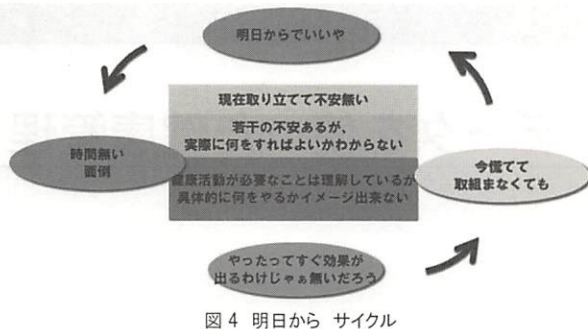 明日からでいいや
現在取り立てて不安無い
若干の不安あるが、
実際に何をすればよいかわからない
健康活動が必要なことは理解しているが
具体的に何をやるかイメージ出来ない
時間無い
面倒
今慌てて
取組まなくても
やったってすぐ効果が
出るわけじゃぁ無いだろう
図4 明日から サイクル